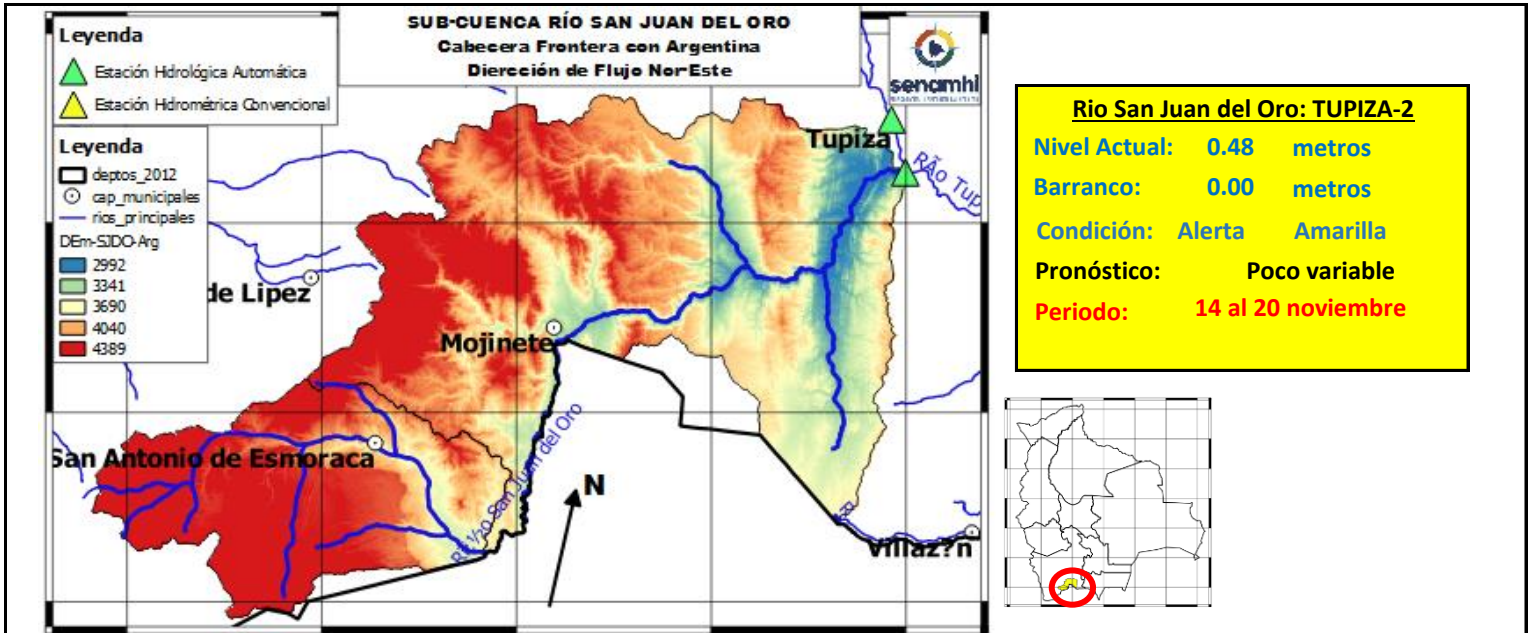 SUB-CUENCA RÍO SAN JUAN DEL ORO
Cabecera Frontera con Argentina
Diercción de Flujo Nor-Este
Leyenda
Estación Hidrológica Automática
Estación Hidrométrica Convencional
Leyenda
deptos_2012
cap_municipales
rios_principales
DEm-SJDO-Arg
2992
3341
3690
4040
4389
senamhi
Tupiza
RÃo Tup
de Lipez
Mojinete
San Antonio de Esmoraca
San Juan del Oro
N
Villaz?n
Rio San Juan del Oro: TUPIZA-2
Nivel Actual: 0.48 metros
Barranco: 0.00 metros
Condición: Alerta Amarilla
Pronóstico: Poco variable
Periodo: 14 al 20 noviembre